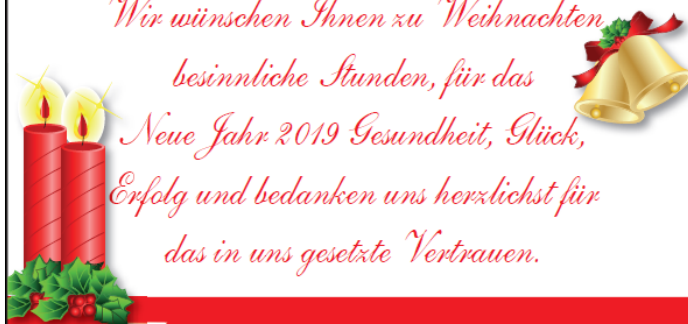 Wir wünschen Ihnen zu Weihnachten
besinnliche Stunden, für das
Neue Jahr 2019 Gesundheit, Glück,
Erfolg und bedanken uns herzlichst für
das in uns gesetzte Vertrauen.